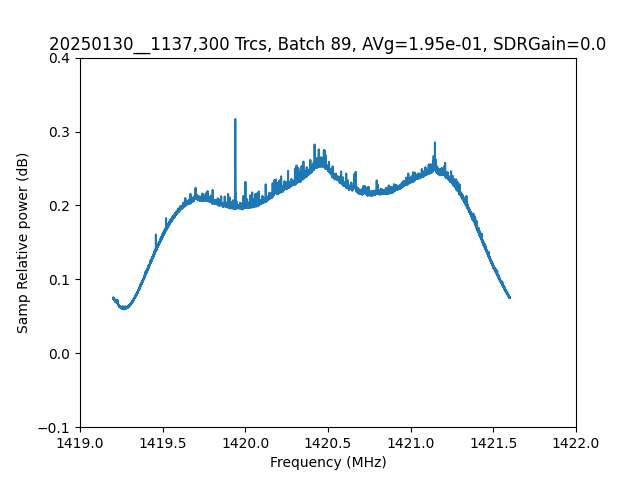 20250130__1137,300 Trcs, Batch 89, AVg=1.95e-01, SDRGain=0.0
0.4
0.3
0.2
0.1
0.0
−0.1
Samp Relative power (dB)
1419.0 1419.5 1420.0 1420.5 1421.0 1421.5 1422.0
Frequency (MHz)